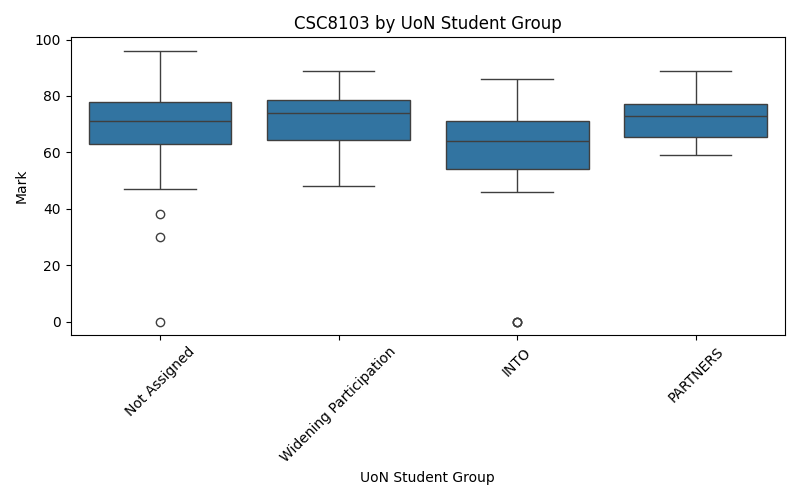 CSC8103 by UoN Student Group
Mark
100
80
60
40
20
0
Not Assigned
Widening Participation
INTO
PARTNERS
UoN Student Group